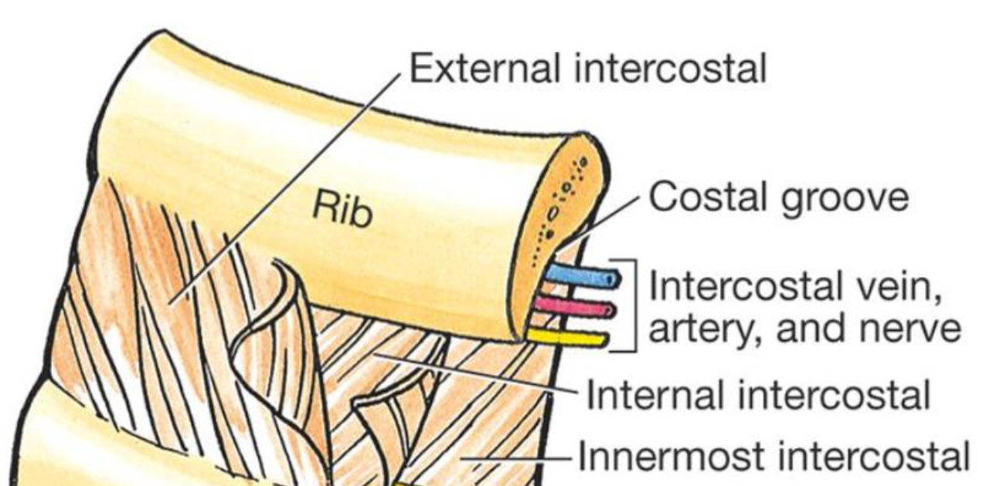 External intercostal
Rib
Costal groove
Intercostal vein,
artery, and nerve
Internal intercostal
Innermost intercostal